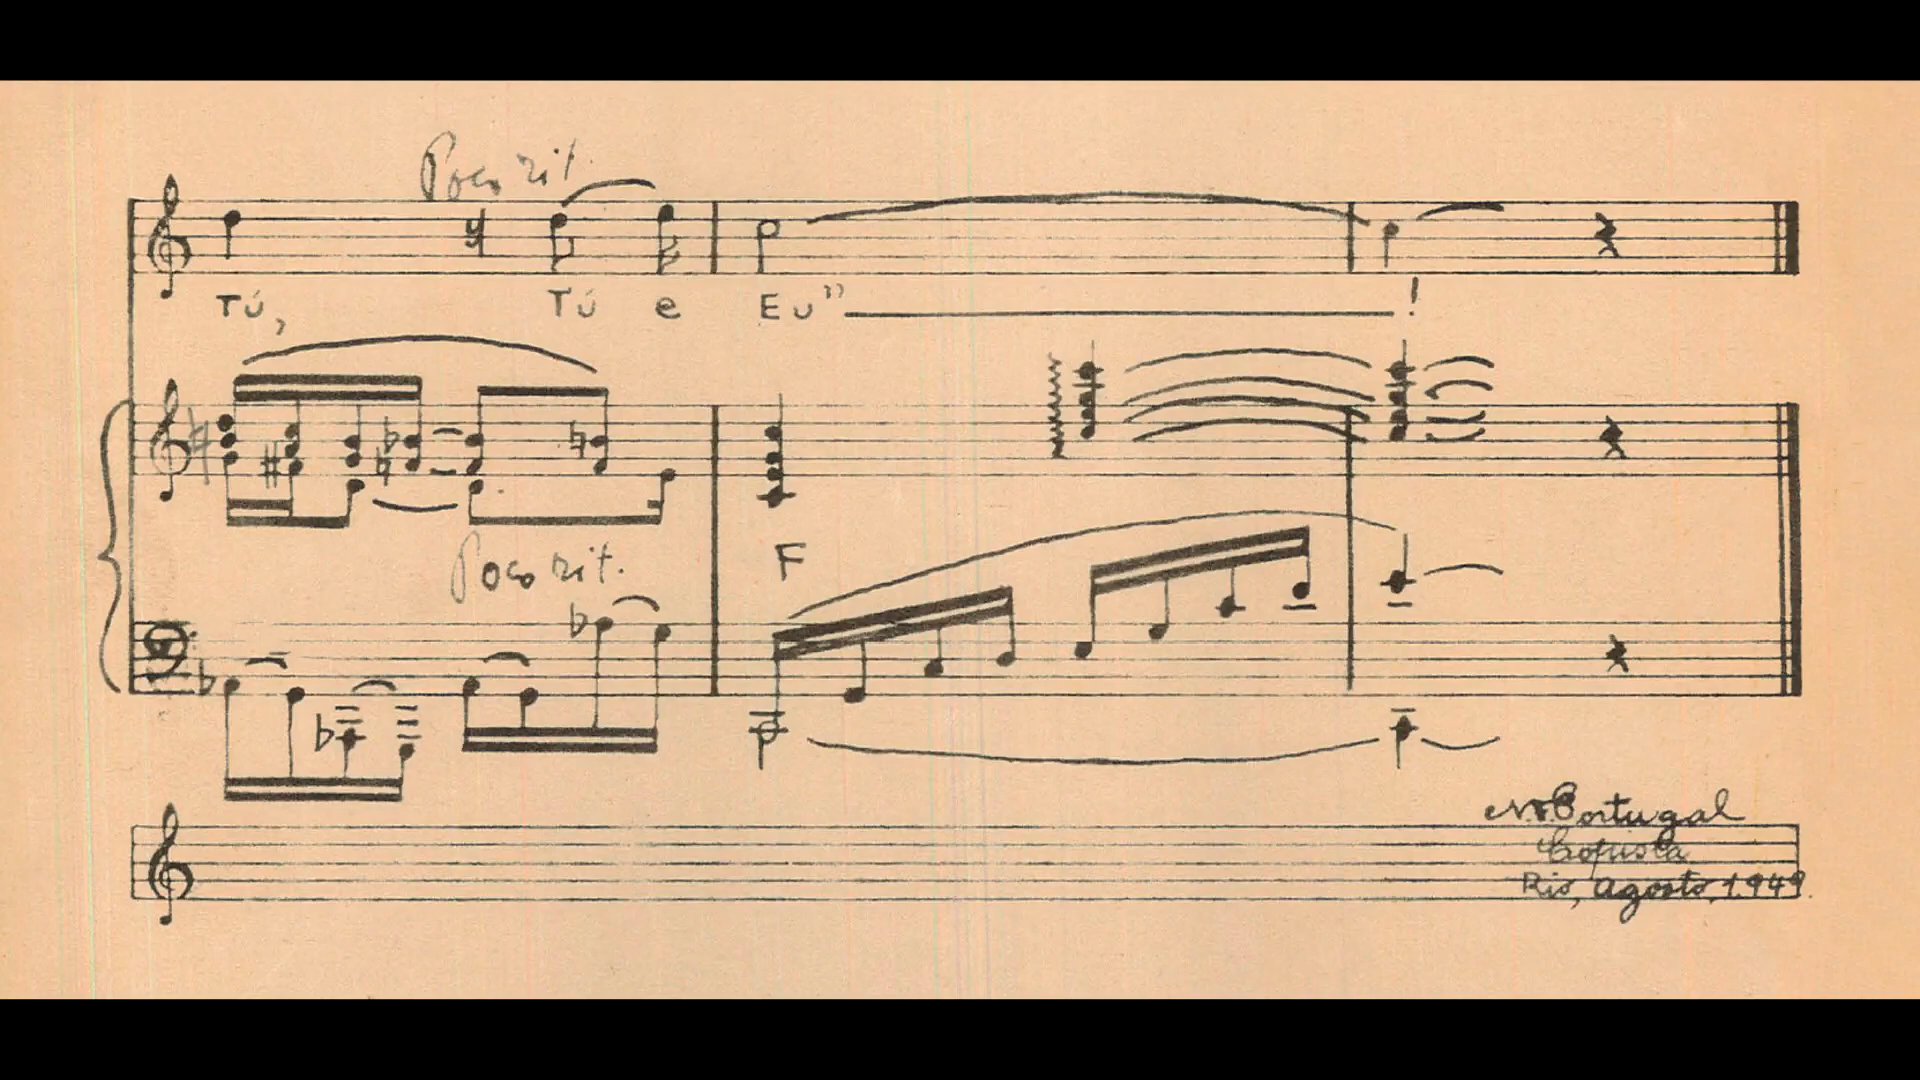 Poco rit.
Tú, Tú e Eu" !
Poco rit.
F
N.F. Portugal
Copista
Rio, Agosto, 1949.